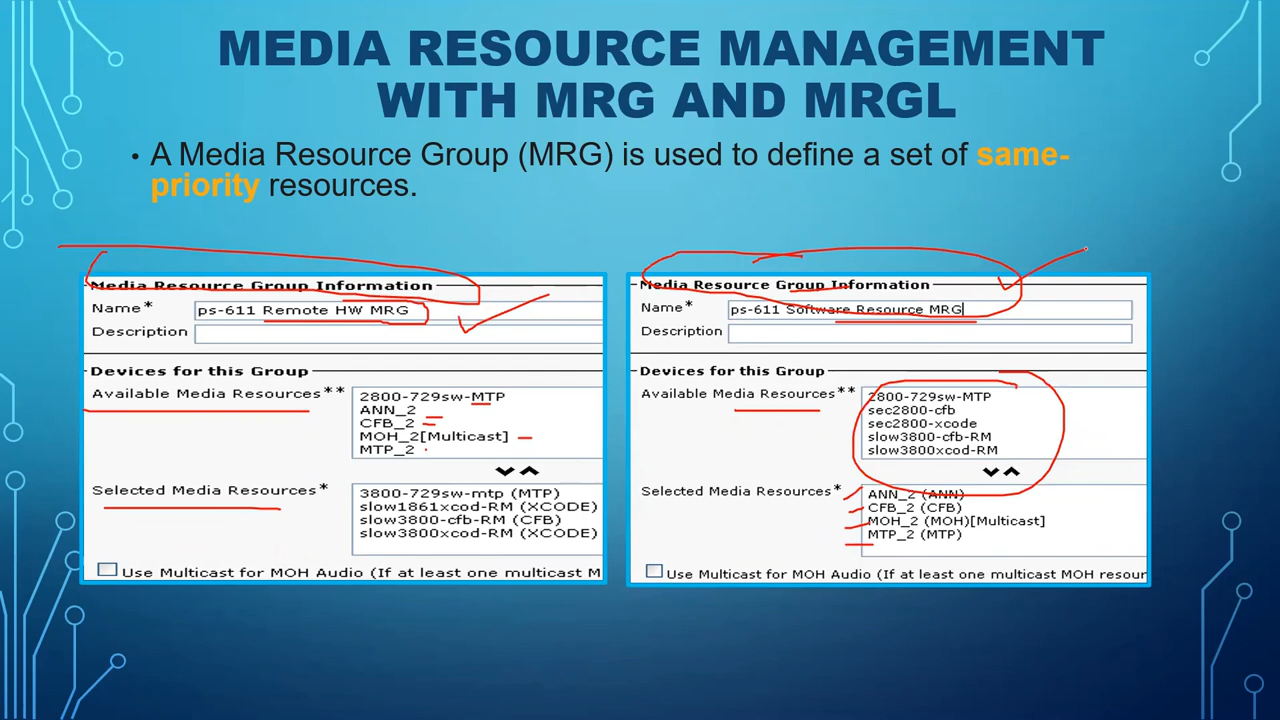 MEDIA RESOURCE MANAGEMENT
WITH MRG AND MRGL
• A Media Resource Group (MRG) is used to define a set of same-
priority resources.
Media Resource Group Information
Name* ps-611 Remote HW MRG
Description
Devices for this Group
Available Media Resources** 2800-729sw-MTP
ANN_2
CFB_2
MOH_2[Multicast]
MTP_2
Selected Media Resources* 3800-729sw-mtp (MTP)
slow1861xcod-RM (XCODE)
slow3800-cfb-RM (CFB)
slow3800xcod-RM (XCODE)
Use Multicast for MOH Audio (If at least one multicast M
Media Resource Group Information
Name* ps-611 Software Resource MRG
Description
Devices for this Group
Available Media Resources** 2800-729sw-MTP
sec2800-cfb
sec2800-xcode
slow3800-cfb-RM
slow3800xcod-RM
Selected Media Resources* ANN_2 (ANN)
CFB_2 (CFB)
MOH_2 (MOH)[Multicast]
MTP_2 (MTP)
Use Multicast for MOH Audio (If at least one multicast MOH resour